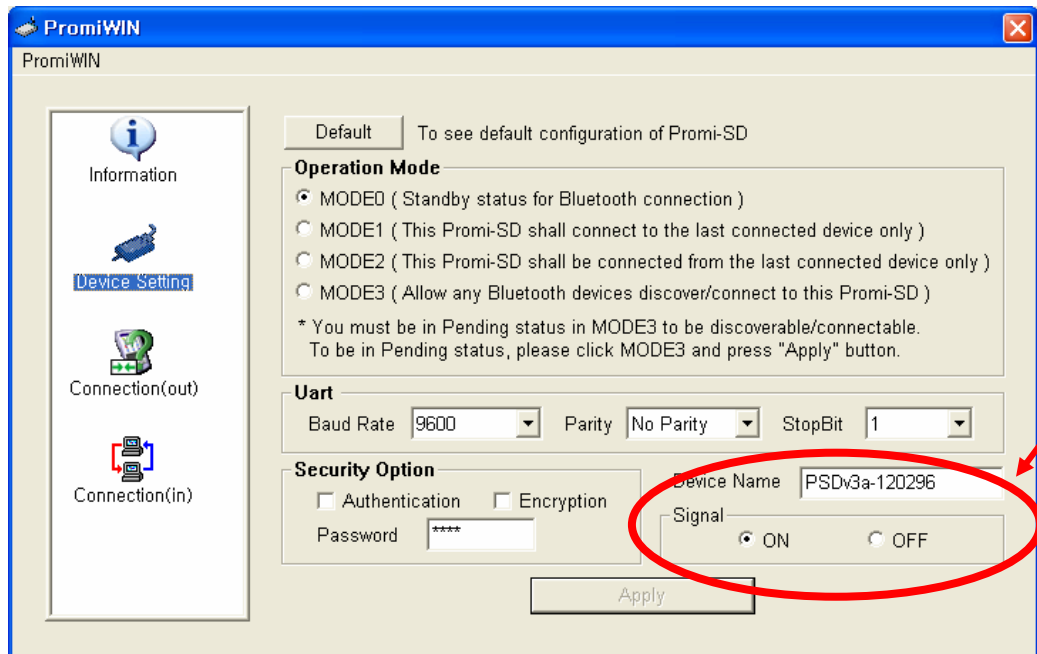 PromiWIN
PromiWIN
Information
Device Setting
Connection(out)
Connection(in)
Default To see default configuration of Promi-SD
Operation Mode
MODE0 ( Standby status for Bluetooth connection )
MODE1 ( This Promi-SD shall connect to the last connected device only )
MODE2 ( This Promi-SD shall be connected from the last connected device only )
MODE3 ( Allow any Bluetooth devices discover/connect to this Promi-SD )
* You must be in Pending status in MODE3 to be discoverable/connectable.
To be in Pending status, please click MODE3 and press "Apply" button.
Uart
Baud Rate 9600 Parity No Parity StopBit 1
Security Option
Authentication Encryption
Password ****
Device Name PSDv3a-120296
Signal
ON OFF
Apply